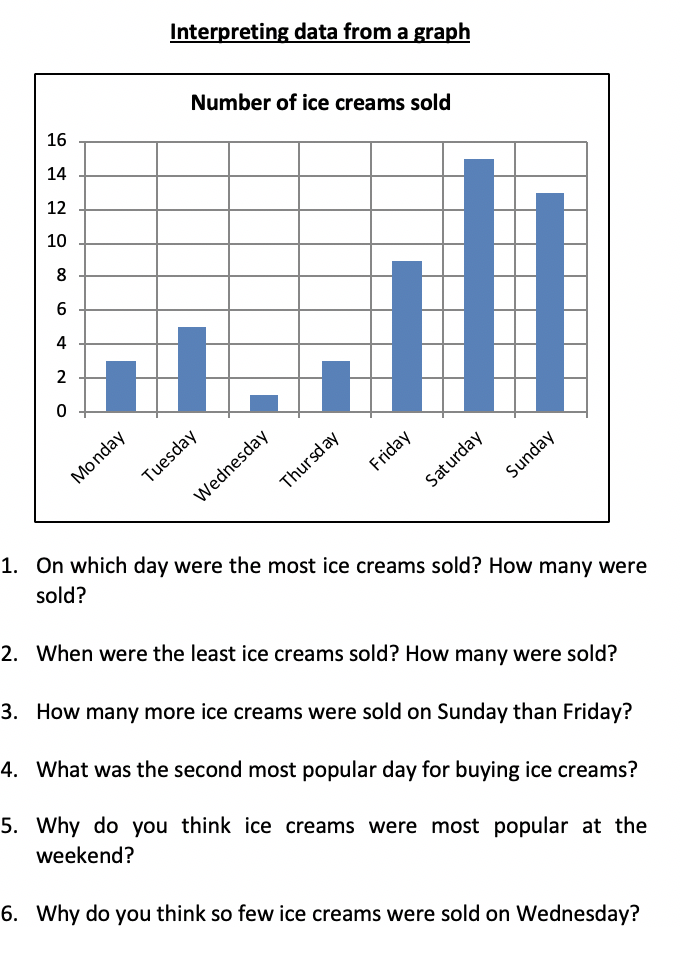 Interpreting data from a graph
Number of ice creams sold
16
14
12
10
8
6
4
2
0
Monday
Tuesday
Wednesday
Thursday
Friday
Saturday
Sunday
1. On which day were the most ice creams sold? How many were
sold?
2. When were the least ice creams sold? How many were sold?
3. How many more ice creams were sold on Sunday than Friday?
4. What was the second most popular day for buying ice creams?
5. Why do you think ice creams were most popular at the
weekend?
6. Why do you think so few ice creams were sold on Wednesday?